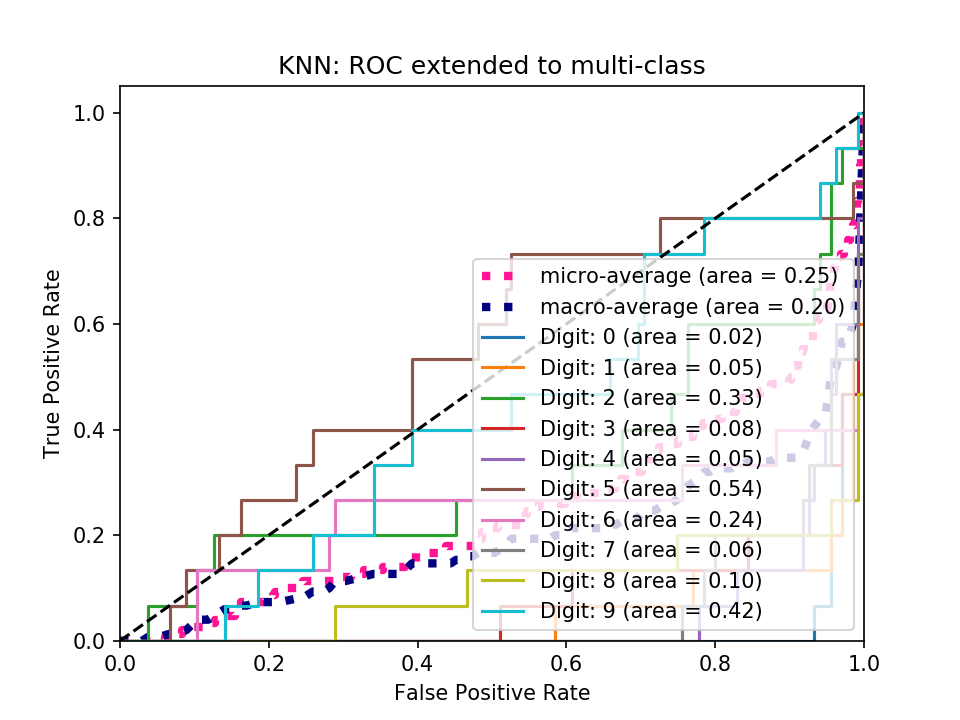 KNN: ROC extended to multi-class
True Positive Rate
1.0
0.8
0.6
0.4
0.2
0.0
micro-average (area = 0.25)
macro-average (area = 0.20)
Digit: 0 (area = 0.02)
Digit: 1 (area = 0.05)
Digit: 2 (area = 0.33)
Digit: 3 (area = 0.08)
Digit: 4 (area = 0.05)
Digit: 5 (area = 0.54)
Digit: 6 (area = 0.24)
Digit: 7 (area = 0.06)
Digit: 8 (area = 0.10)
Digit: 9 (area = 0.42)
0.0 0.2 0.4 0.6 0.8 1.0
False Positive Rate